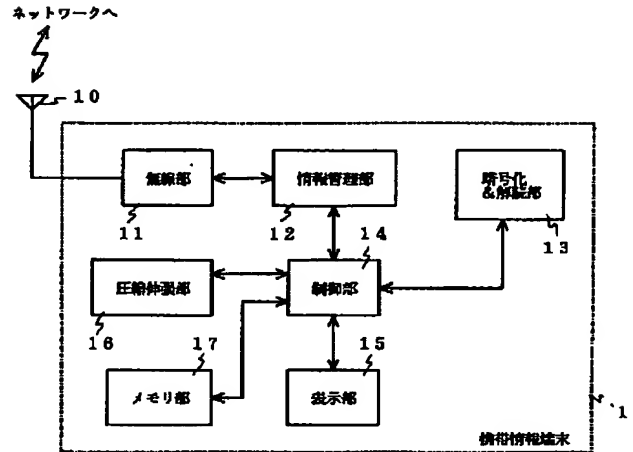 ネットワークへ
10
無線部
情報管理部
暗号化
&解読部
11
12
14
13
圧縮伸張部
制御部
16
17
15
メモリ部
表示部
1
携帯情報端末